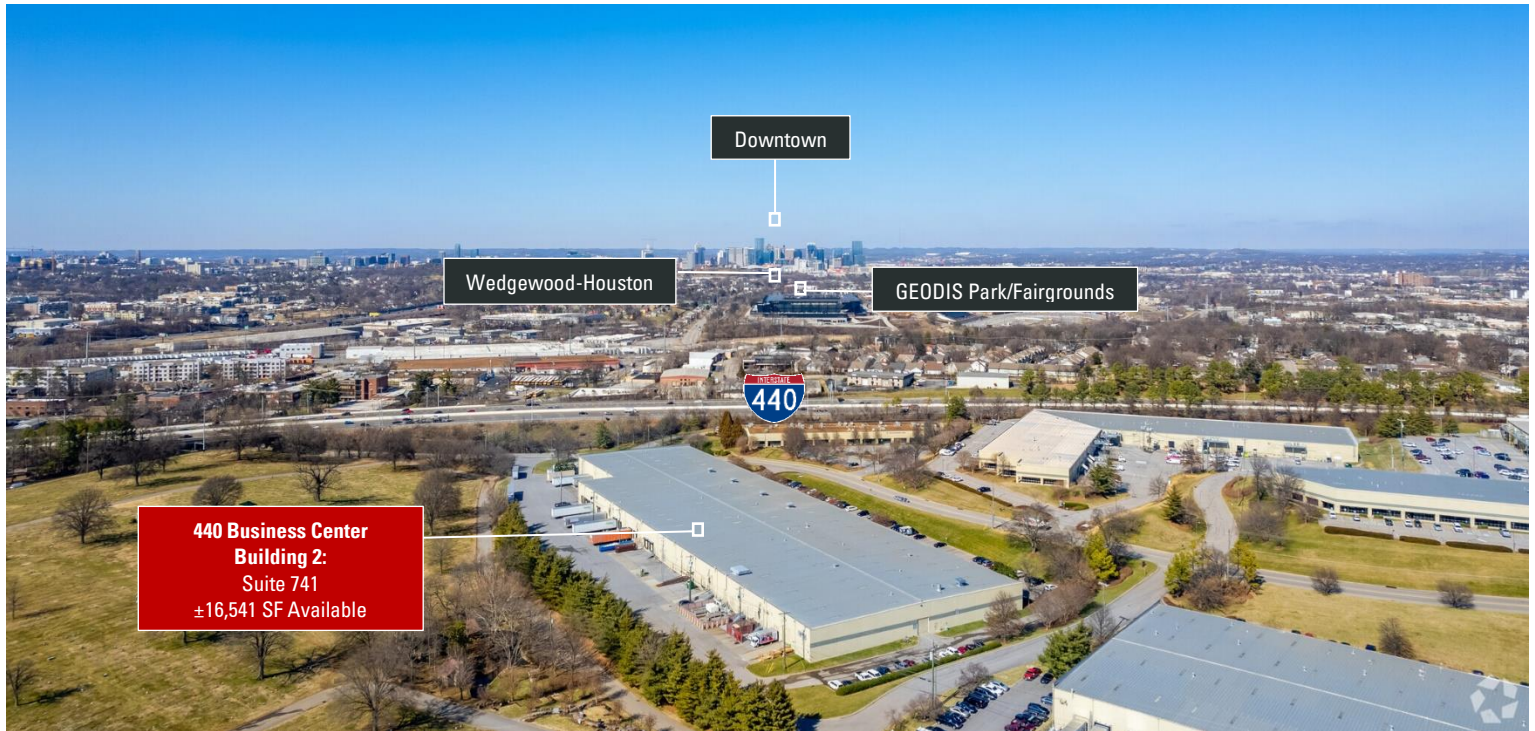 Downtown
Wedgewood-Houston
GEODIS Park/Fairgrounds
INTERSTATE
440
440 Business Center
Building 2:
Suite 741
±16,541 SF Available